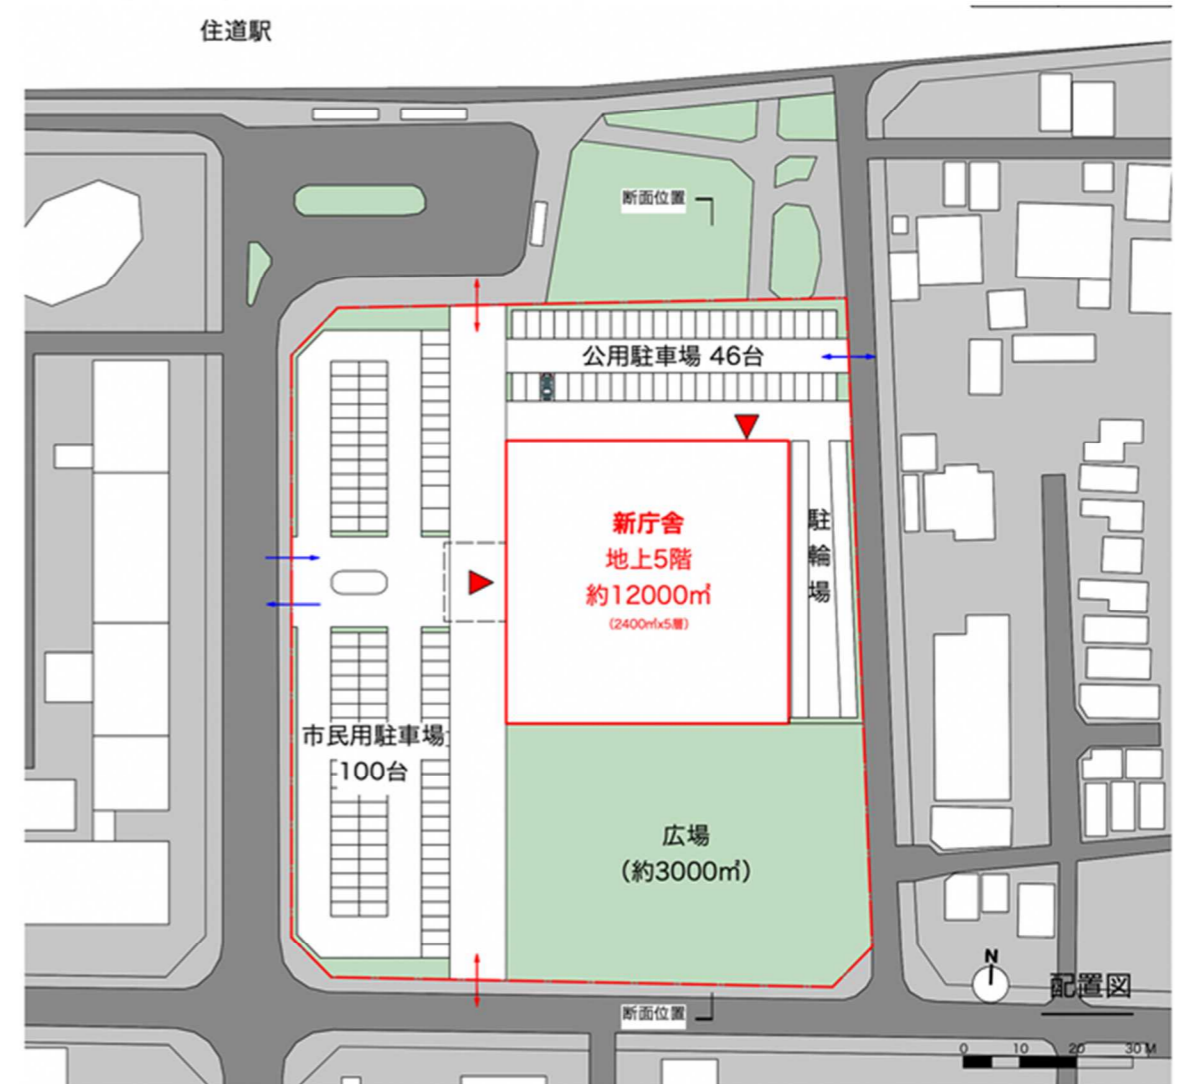 住道駅
断面位置
公用駐車場 46台
新庁舎
地上5階
約12000㎡
（2400㎡x5層）
駐輪場
市民用駐車場
100台
広場
（約3000㎡）
N
配置図
断面位置
0 10 20 30 M